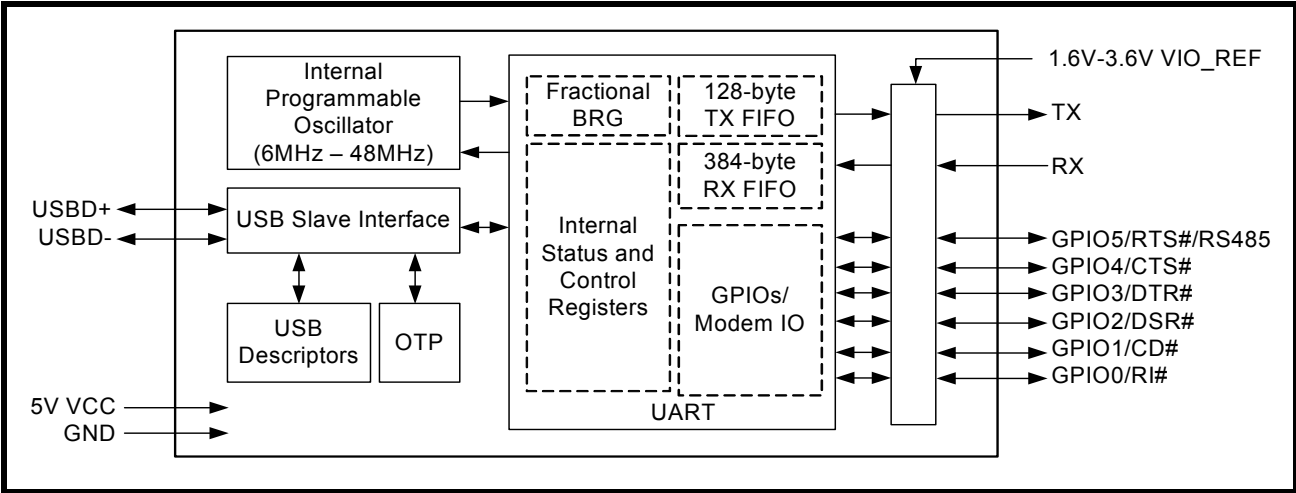 Internal
Programmable
Oscillator
(6MHz – 48MHz)
USB Slave Interface
USB
Descriptors
OTP
USBD+
USBD-
5V VCC
GND
Fractional
BRG
128-byte
TX FIFO
384-byte
RX FIFO
Internal
Status and
Control
Registers
GPIOs/
Modem IO
UART
1.6V-3.6V VIO_REF
TX
RX
GPIO5/RTS#/RS485
GPIO4/CTS#
GPIO3/DTR#
GPIO2/DSR#
GPIO1/CD#
GPIO0/RI#